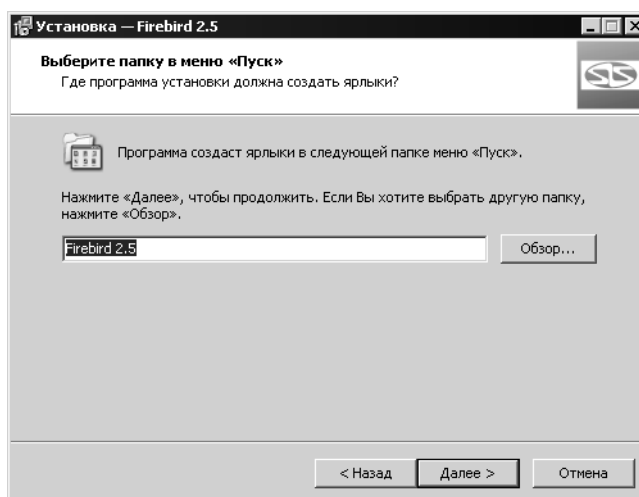 Установка — Firebird 2.5
Выберите папку в меню «Пуск»
Где программа установки должна создать ярлыки?
Программа создаст ярлыки в следующей папке меню «Пуск».
Нажмите «Далее», чтобы продолжить. Если Вы хотите выбрать другую папку,
нажмите «Обзор».
Firebird 2.5
Обзор...
< Назад
Далее >
Отмена